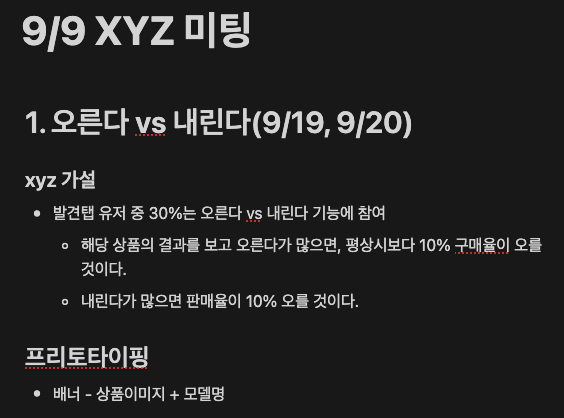 9/9 XYZ 미팅
1. 오른다 vs 내린다(9/19, 9/20)
xyz 가설
발견탭 유저 중 30%는 오른다 vs 내린다 기능에 참여
해당 상품의 결과를 보고 오른다가 많으면, 평상시보다 10% 구매율이 오를
것이다.
내린다가 많으면 판매율이 10% 오를 것이다.
프리토타이핑
배너 - 상품이미지 + 모델명